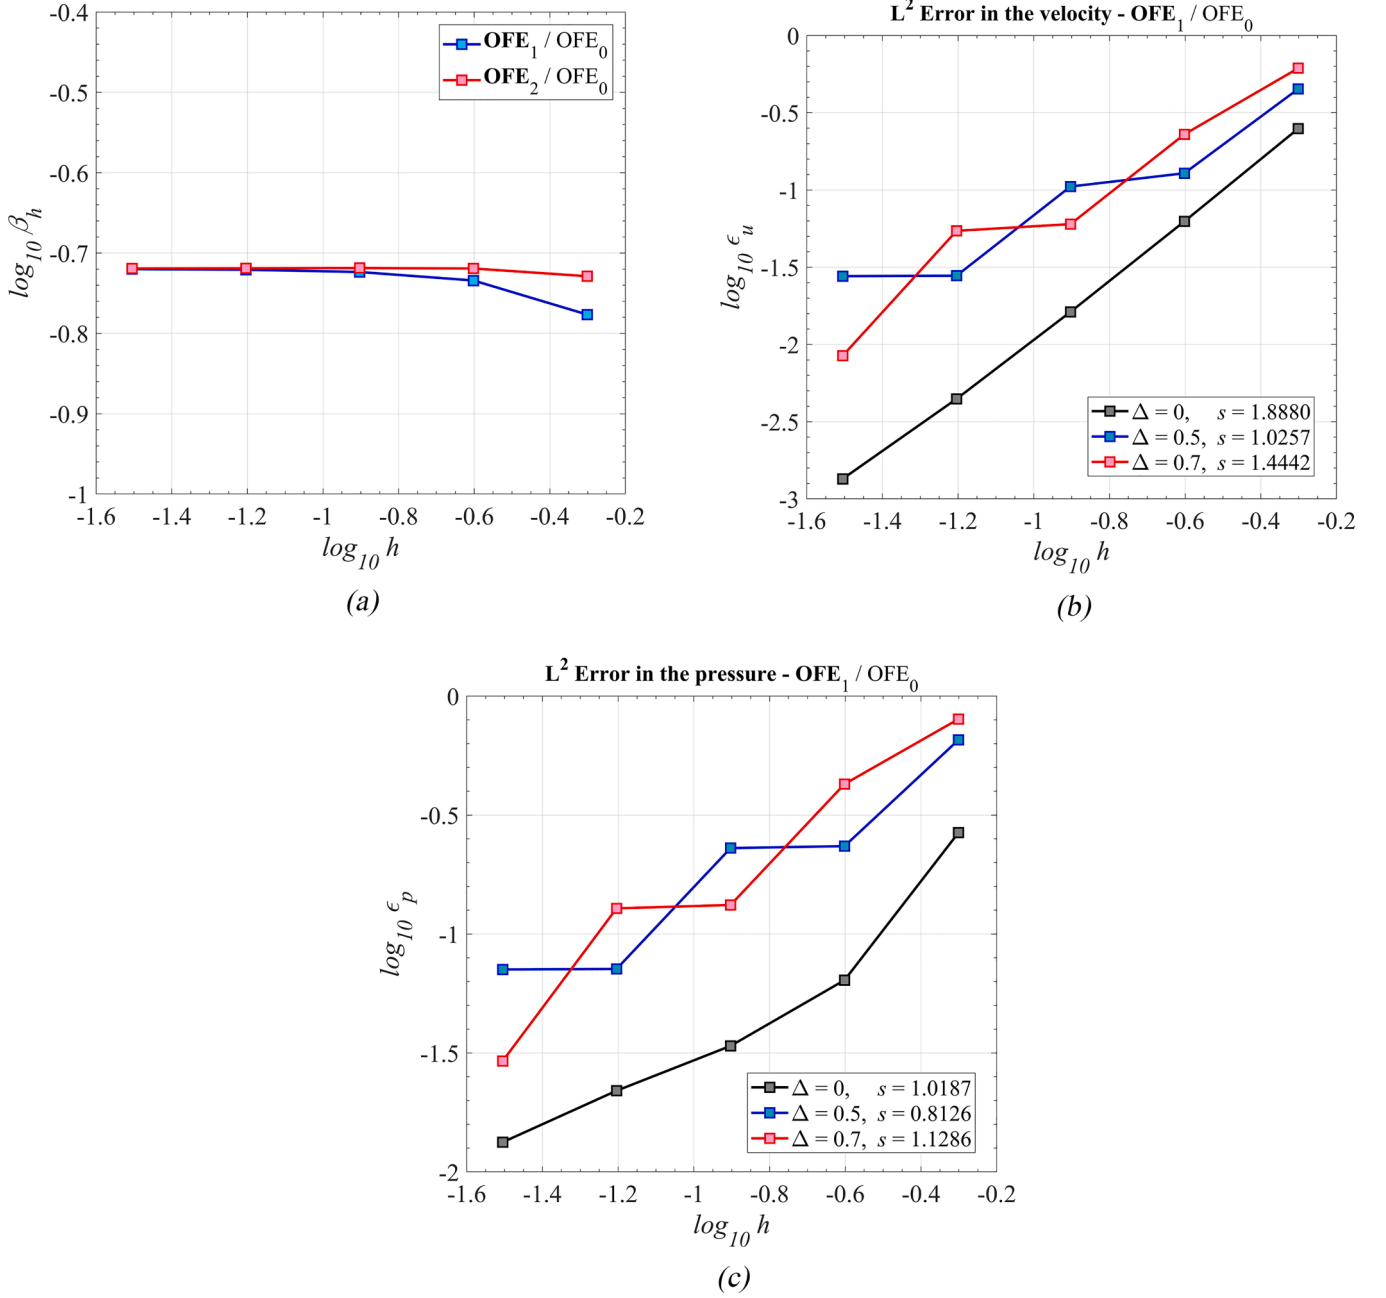 -0.4
-0.5
-0.6
-0.7
-0.8
-0.9
-1
log10 βh
OFE1 / OFE0
OFE2 / OFE0
-1.6 -1.4 -1.2 -1 -0.8 -0.6 -0.4 -0.2
log10 h
(a)
L2 Error in the velocity - OFE1 / OFE0
0
-0.5
-1
-1.5
-2
-2.5
-3
log10 ϵu
Δ = 0, s = 1.8880
Δ = 0.5, s = 1.0257
Δ = 0.7, s = 1.4442
-1.6 -1.4 -1.2 -1 -0.8 -0.6 -0.4 -0.2
log10 h
(b)
L2 Error in the pressure - OFE1 / OFE0
0
-0.5
-1
-1.5
-2
log10 ϵp
Δ = 0, s = 1.0187
Δ = 0.5, s = 0.8126
Δ = 0.7, s = 1.1286
-1.6 -1.4 -1.2 -1 -0.8 -0.6 -0.4 -0.2
log10 h
(c)